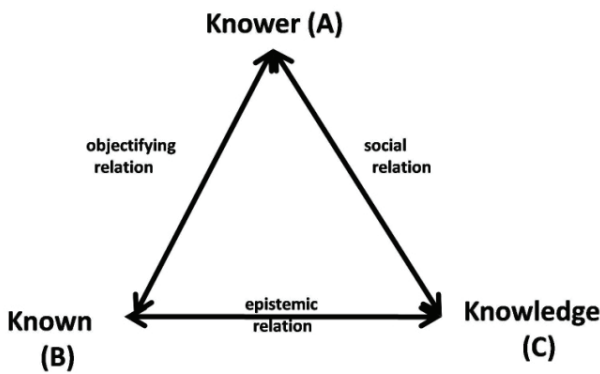 Knower (A)
objectifying
relation
social
relation
epistemic
relation
Known
(B)
Knowledge
(C)